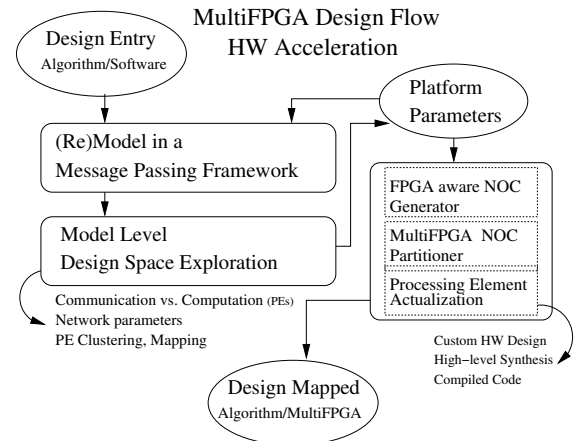 MultiFPGA Design Flow
HW Acceleration
Design Entry
Algorithm/Software
Platform
Parameters
(Re)Model in a
Message Passing Framework
Model Level
Design Space Exploration
Communication vs. Computation (PEs)
Network parameters
PE Clustering, Mapping
FPGA aware NOC
Generator
MultiFPGA NOC
Partitioner
Processing Element
Actualization
Custom HW Design
High−level Synthesis
Compiled Code
Design Mapped
Algorithm/MultiFPGA